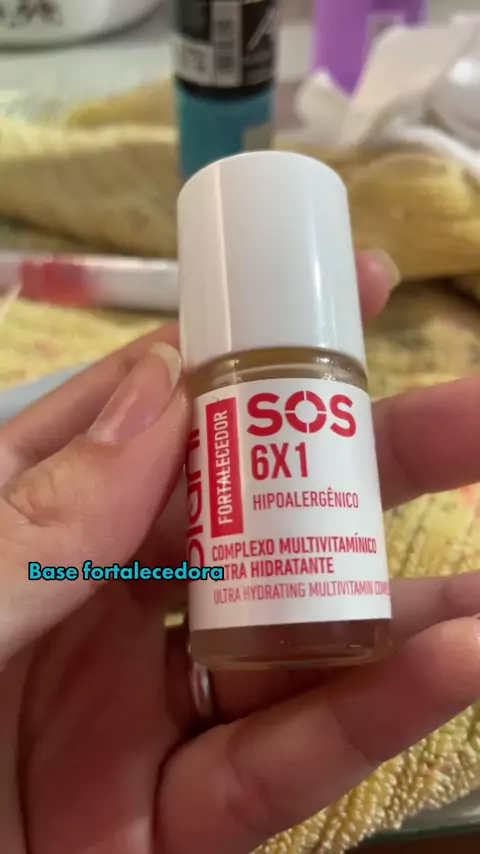 FORTALECEDOR
SOS
6X1
HIPOALERGÊNICO
COMPLEXO MULTIVITAMÍNICO
ULTRA HIDRATANTE
ULTRA HYDRATING MULTIVITAMIN
Base fortalecedora